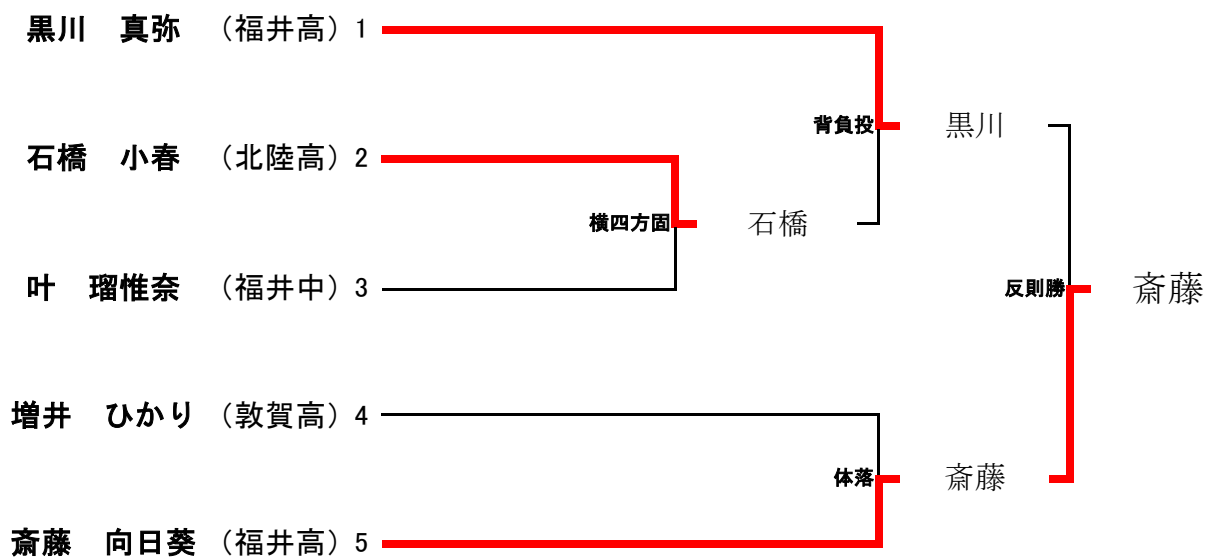 黒川　真弥　（福井高）1
背負投　黒川
石橋　小春　（北陸高）2
横四方固　石橋
叶　瑠惟奈　（福井中）3
反則勝　斎藤
増井　ひかり　（敦賀高）4
体落　斎藤
斎藤　向日葵　（福井高）5